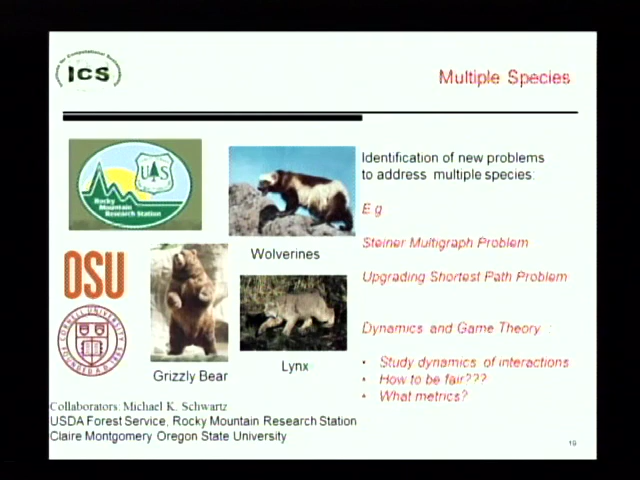 ICS
Multiple Species
Rocky
Mountain
Research Station
U S
Identification of new problems
to address multiple species:
E g
Steiner Multigraph Problem
Upgrading Shortest Path Problem
Dynamics and Game Theory :
• Study dynamics of interactions
• How to be fair???
• What metrics?
Wolverines
OSU
CORNELL UNIVERSITY
Grizzly Bear
Lynx
Collaborators: Michael K. Schwartz
USDA Forest Service, Rocky Mountain Research Station
Claire Montgomery Oregon State University
19